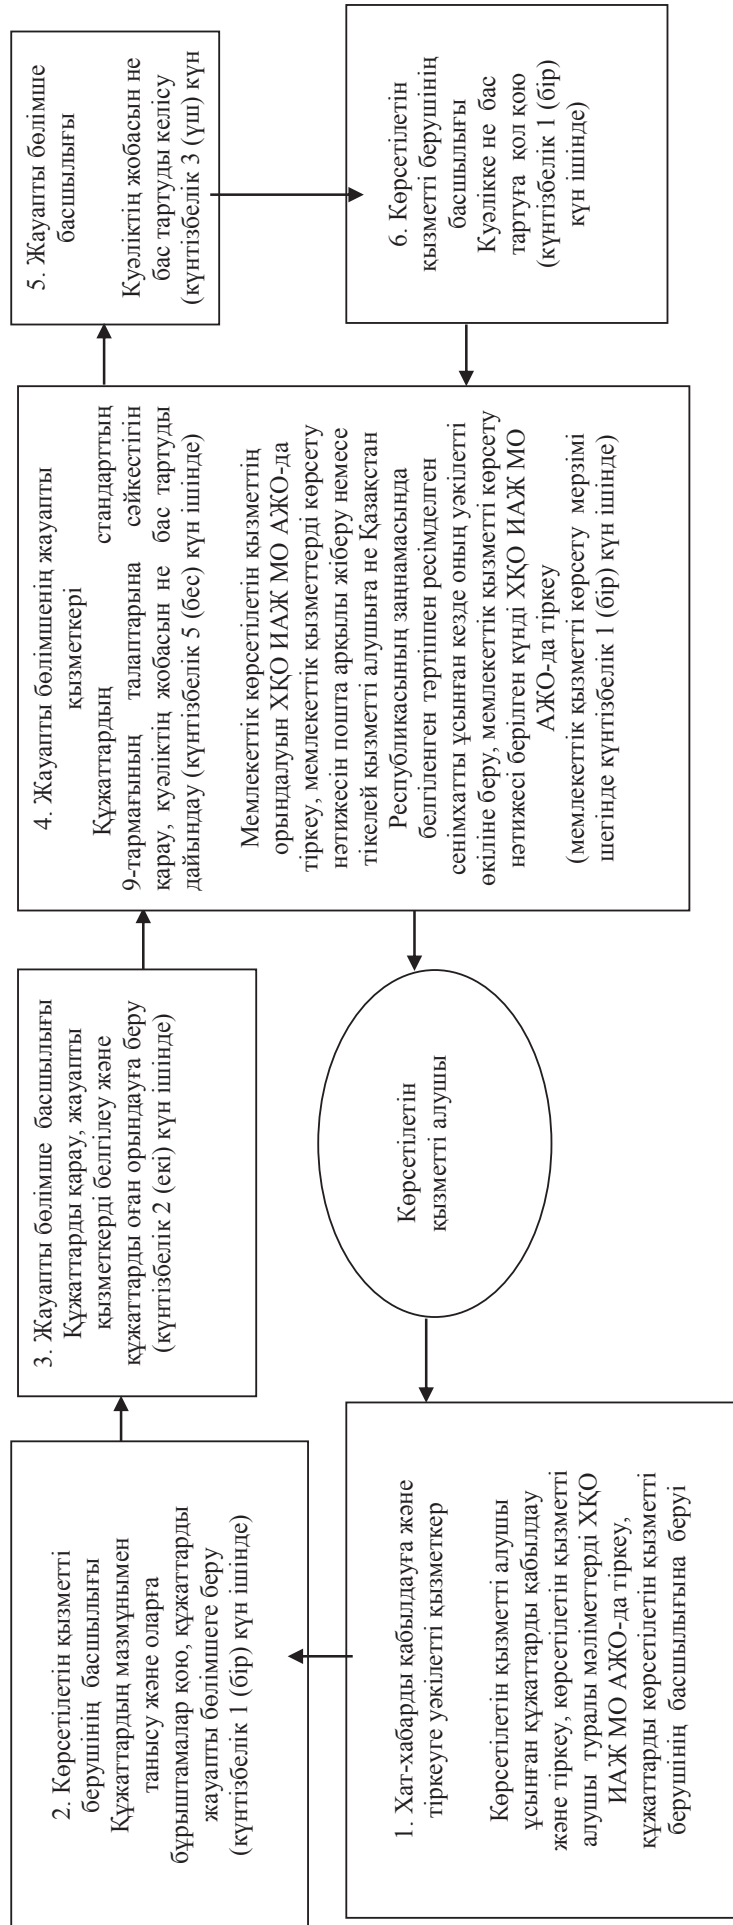 1. Хат-хабарды қабылдауға және
тіркеуге уәкілетті қызметкер
Көрсетілетін қызметті алушы
ұсынған құжаттарды қабылдау
және тіркеу, көрсетілетін қызметті
алушы туралы мәліметтерді ХҚО
ИАЖ МО АЖО-да тіркеу,
құжаттарды көрсетілетін қызметті
берушінің басшылығына беруі
2. Көрсетілетін қызметті
берушінің басшылығы
Құжаттардың мазмұнымен
танысу және оларға
бұрыштамалар қою, құжаттарды
жауапты бөлімшеге беру
(күнтізбелік 1 (бір) күн ішінде)
3. Жауапты бөлімше басшылығы
Құжаттарды қарау, жауапты
қызметкерді белгілеу және
құжаттарды оған орындауға беру
(күнтізбелік 2 (екі) күн ішінде)
4. Жауапты бөлімшенің жауапты
қызметкері
Құжаттардың стандарттың
9-тармағының талаптарына сәйкестігін
қарау, куәліктің жобасын не бас тартуды
дайындау (күнтізбелік 5 (бес) күн ішінде)
Мемлекеттік көрсетілетін қызметтің
орындалуын ХҚО ИАЖ МО АЖО-да
тіркеу, мемлекеттік қызметтерді көрсету
нәтижесін пошта арқылы жіберу немесе
тікелей қызметті алушыға не Қазақстан
Республикасының заңнамасында
белгіленген тәртіппен ресімделген
сенімхатты ұсынған кезде оның уәкілетті
өкіліне беру, мемлекеттік қызметті көрсету
нәтижесі берілген күнді ХҚО ИАЖ МО
АЖО-да тіркеу
(мемлекеттік қызметті көрсету мерзімі
шегінде күнтізбелік 1 (бір) күн ішінде)
5. Жауапты бөлімше
басшылығы
Куәліктің жобасын не
бас тартуды келісу
(күнтізбелік 3 (үш) күн
6. Көрсетілетін
қызметті берушінің
басшылығы
Куәлікке не бас
тартуға қол қою
(күнтізбелік 1 (бір)
күн ішінде)
Көрсетілетін
қызметті алушы